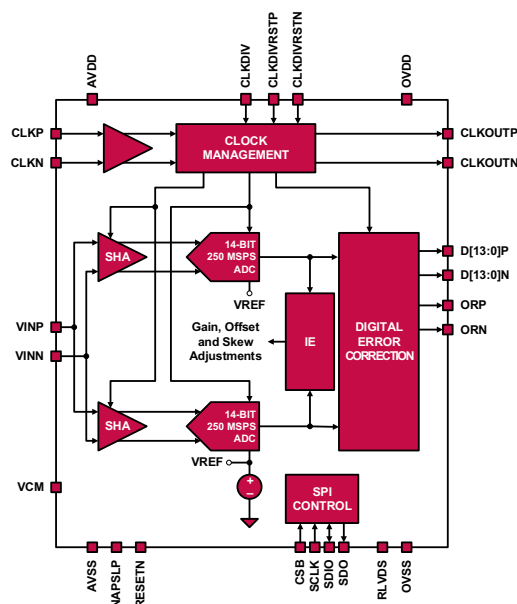 AVDD
CLKDIV
CLKDIVRSTP
CLKDIVRSTN
OVDD
CLKP
CLKN
CLOCK
MANAGEMENT
CLKOUTP
CLKOUTN
SHA
14-BIT
250 MSPS
ADC
VREF
D[13:0]P
D[13:0]N
ORP
ORN
VINP
VINN
Gain, Offset
and Skew
Adjustments
IE
DIGITAL
ERROR
CORRECTION
SHA
14-BIT
250 MSPS
ADC
VREF
+
–
VCM
SPI
CONTROL
AVSS
NAPSLP
RESETN
CSB
SCLK
SDIO
SDO
RLVDS
OVSS